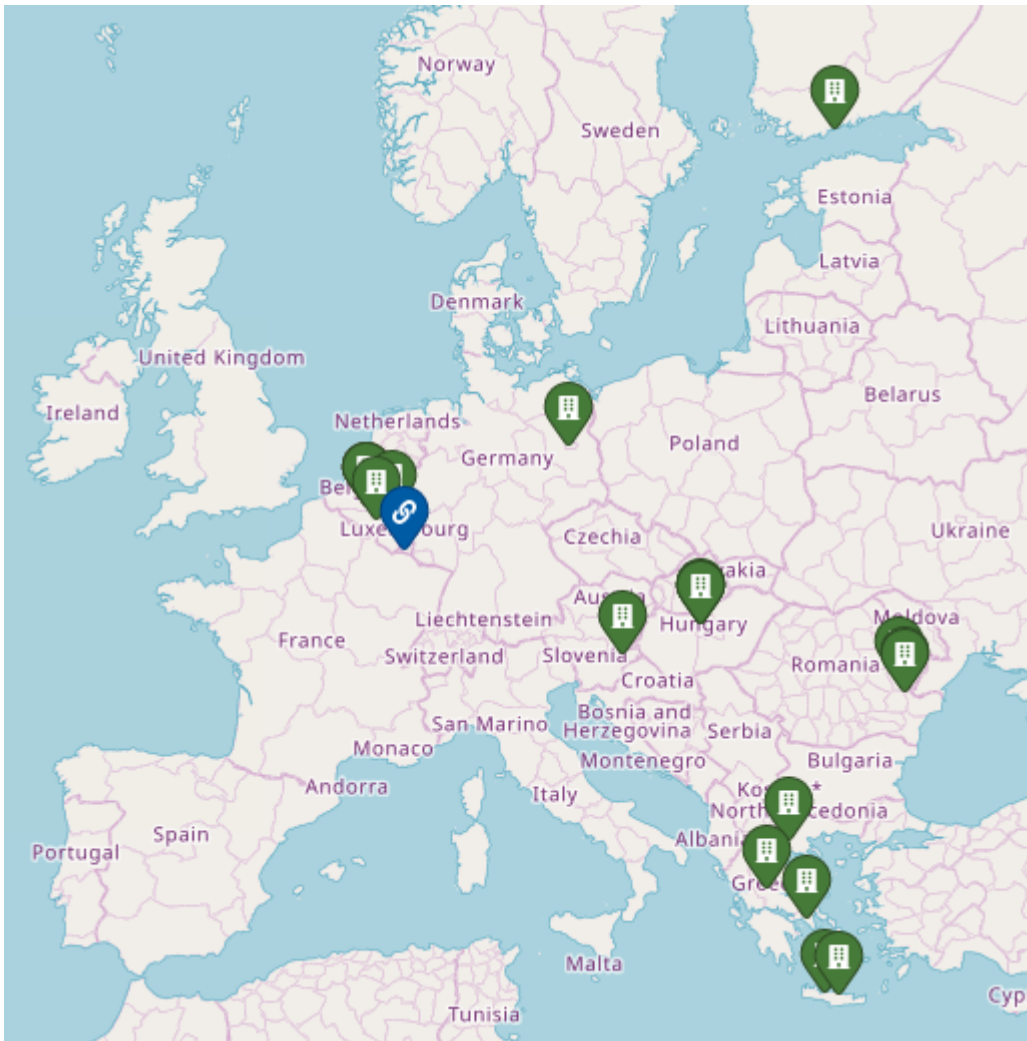 Norway
Sweden
Estonia
Latvia
Denmark
Lithuania
United Kingdom
Belarus
Ireland
Netherlands
Poland
Germany
Ukraine
Czechia
Moldova
Hungary
Liechtenstein
France
Switzerland
Slovenia
Romania
Croatia
San Marino
Bosnia and
Herzegovina
Serbia
Monaco
Montenegro
Bulgaria
Andorra
Italy
Spain
Portugal
Malta
Tunisia
Cyp